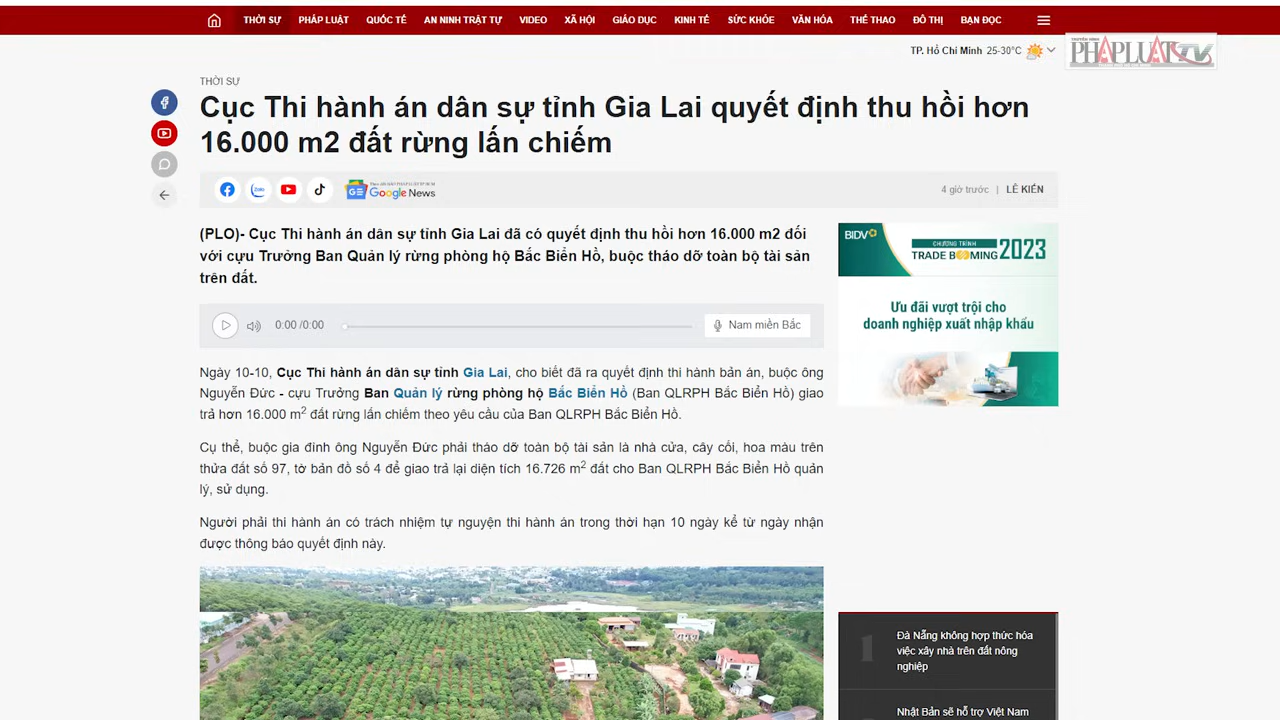 THỜI SỰ PHÁP LUẬT QUỐC TẾ AN NINH TRẬT TỰ VIDEO XÃ HỘI GIÁO DỤC KINH TẾ SỨC KHỎE VĂN HÓA THỂ THAO ĐÔ THỊ BẠN ĐỌC
TP. Hồ Chí Minh 25-30°C
PHÁPLUẬT TV
THỜI SỰ
Cục Thi hành án dân sự tỉnh Gia Lai quyết định thu hồi hơn
16.000 m2 đất rừng lấn chiếm
Zalo
GE Google News
4 giờ trước | LÊ KIẾN
(PLO)- Cục Thi hành án dân sự tỉnh Gia Lai đã có quyết định thu hồi hơn 16.000 m2 đối
với cựu Trưởng Ban Quản lý rừng phòng hộ Bắc Biển Hồ, buộc tháo dỡ toàn bộ tài sản
trên đất.
0:00 /0:00
Nam miền Bắc
Ngày 10-10, Cục Thi hành án dân sự tỉnh Gia Lai, cho biết đã ra quyết định thi hành bản án, buộc ông
Nguyễn Đức - cựu Trưởng Ban Quản lý rừng phòng hộ Bắc Biển Hồ (Ban QLRPH Bắc Biển Hồ) giao
trả hơn 16.000 m2 đất rừng lấn chiếm theo yêu cầu của Ban QLRPH Bắc Biển Hồ.
Cụ thể, buộc gia đình ông Nguyễn Đức phải tháo dỡ toàn bộ tài sản là nhà cửa, cây cối, hoa màu trên
thửa đất số 97, tờ bản đồ số 4 để giao trả lại diện tích 16.726 m2 đất cho Ban QLRPH Bắc Biển Hồ quản
lý, sử dụng.
Người phải thi hành án có trách nhiệm tự nguyện thi hành án trong thời hạn 10 ngày kể từ ngày nhận
được thông báo quyết định này.
BIDV
CHƯƠNG TRÌNH
TRADE BOOMING 2023
Ưu đãi vượt trội cho
doanh nghiệp xuất nhập khẩu
1
Đà Nẵng không hợp thức hóa
việc xây nhà trên đất nông
nghiệp
Nhật Bản sẽ hỗ trợ Việt Nam